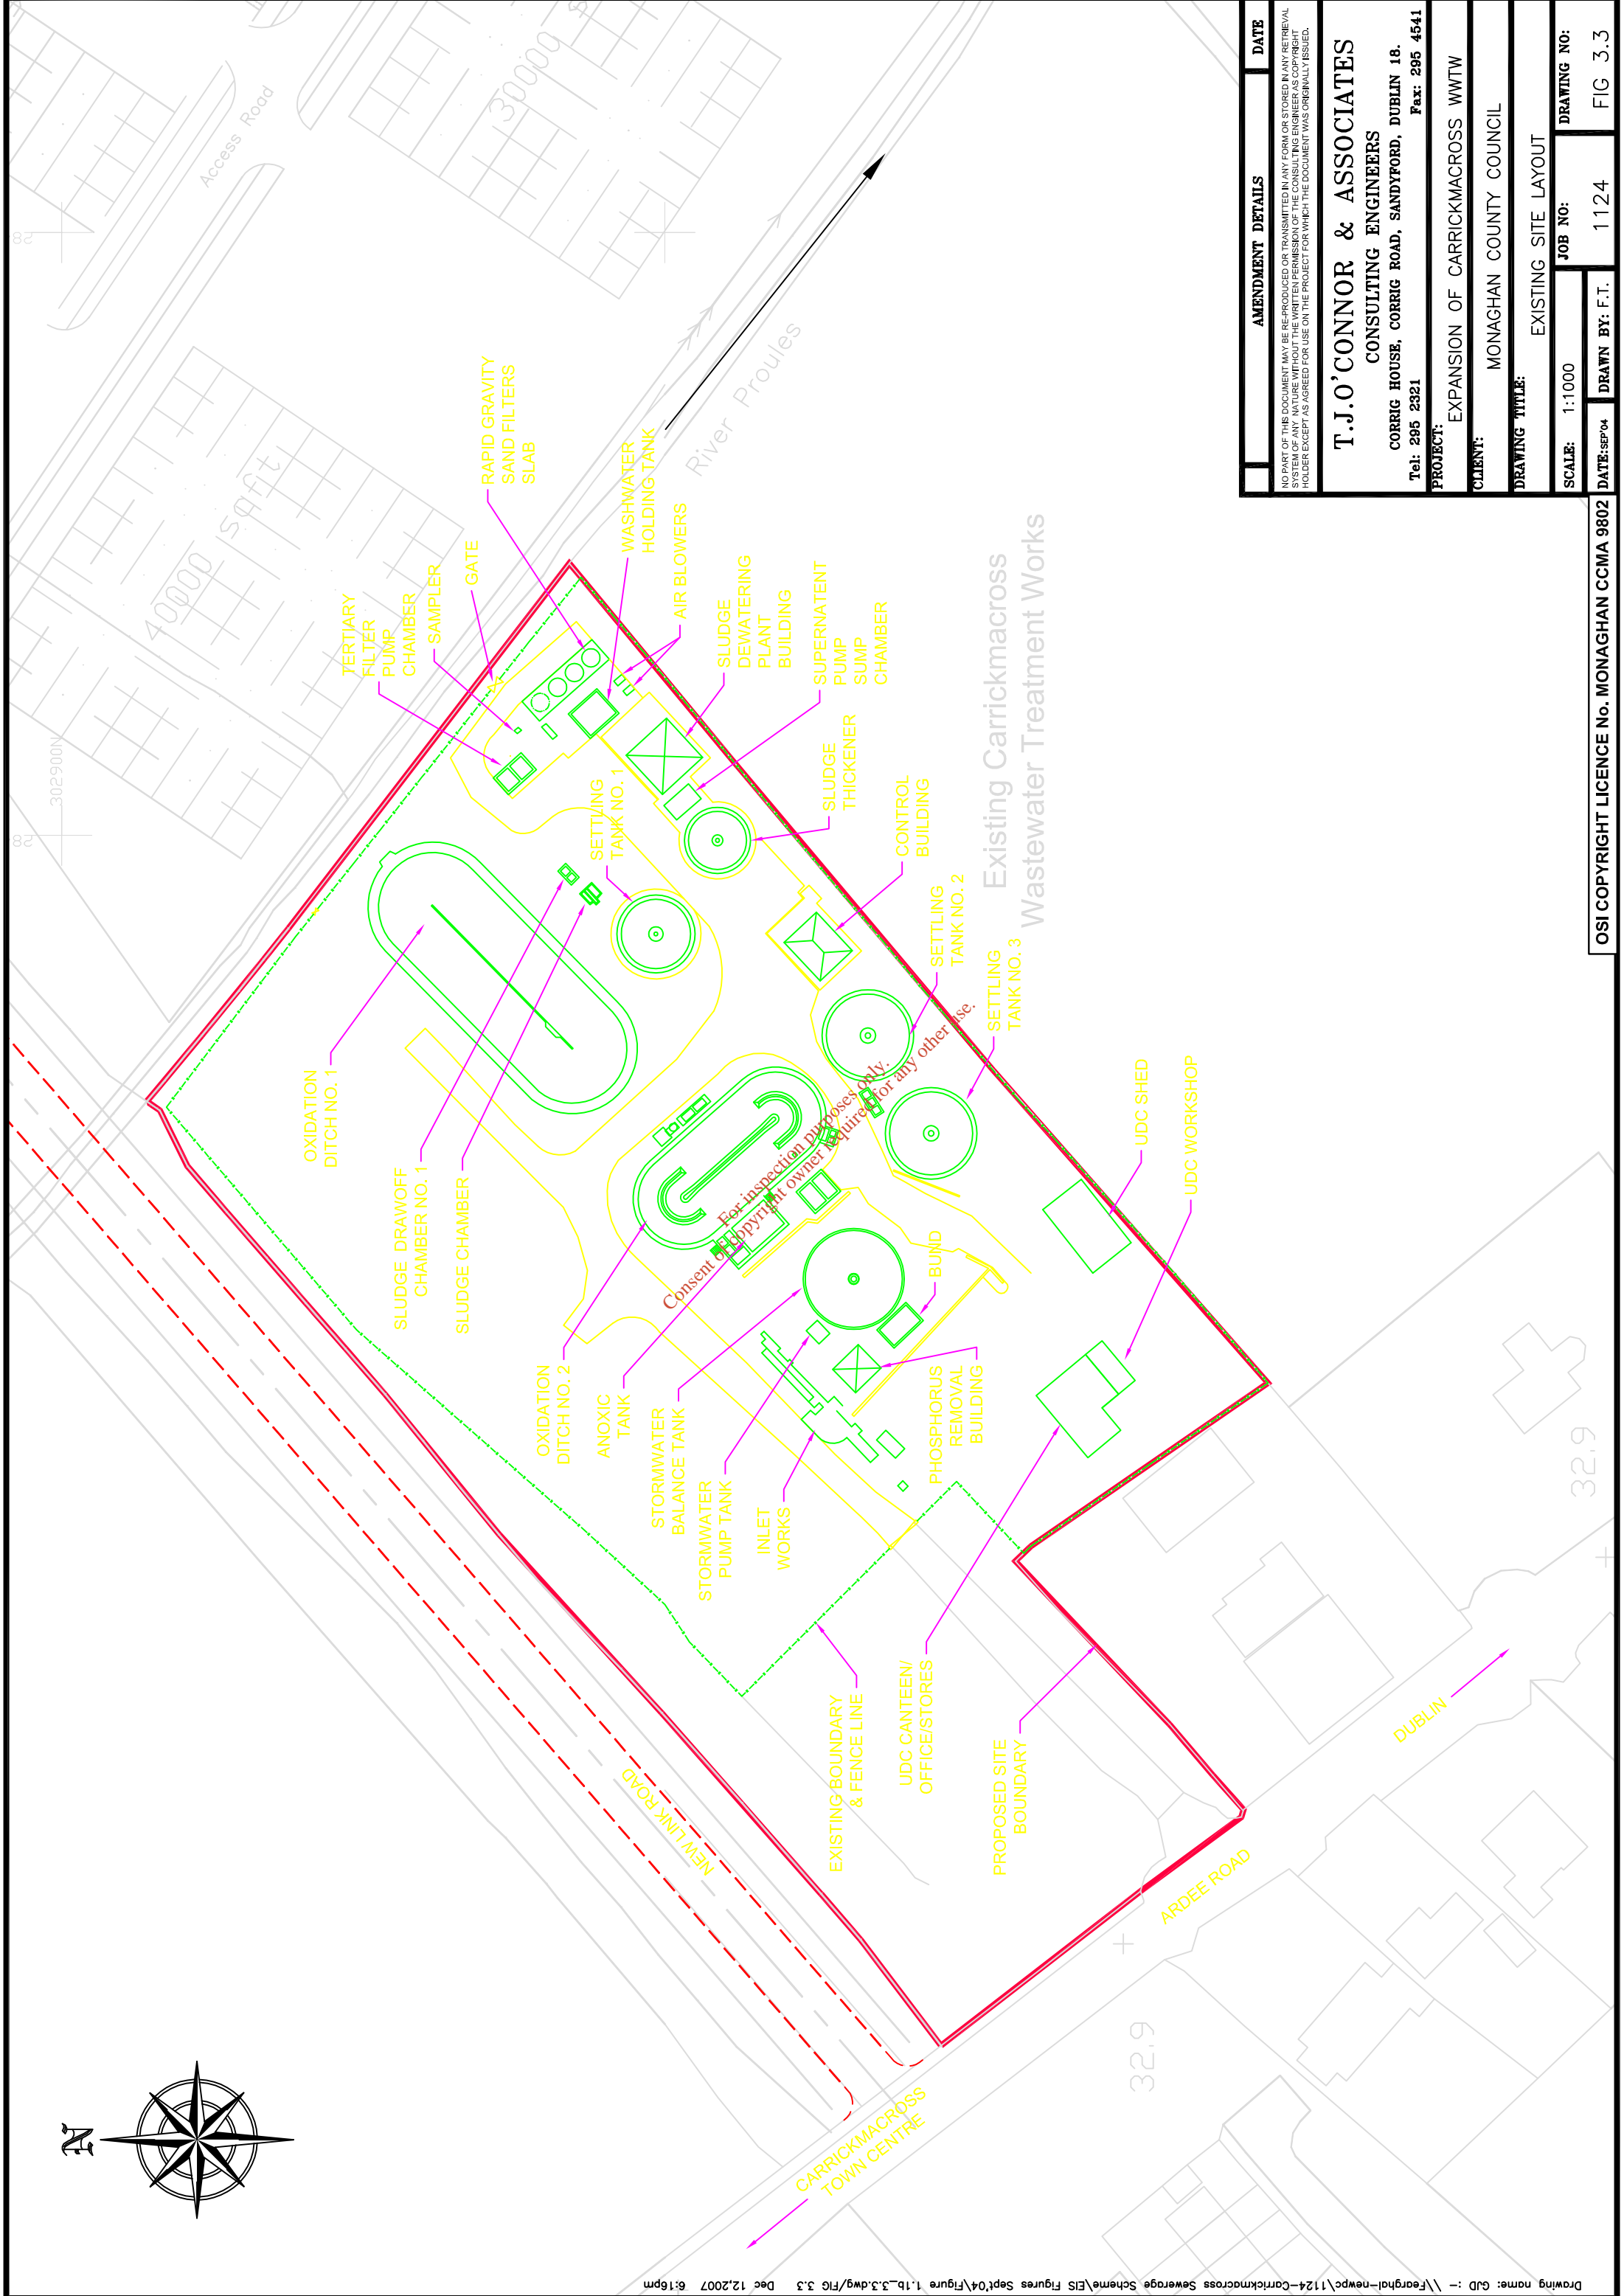 N
Access Road
30000
40000 sqft
302900N
58
58
River Proules
TERTIARY
FILTER
PUMP
CHAMBER
SAMPLER
GATE
RAPID GRAVITY
SAND FILTERS
SLAB
WASHWATER
HOLDING TANK
AIR BLOWERS
SLUDGE
DEWATERING
PLANT
BUILDING
SUPERNATENT
PUMP
SUMP
CHAMBER
SLUDGE
THICKENER
SETTLING
TANK NO. 1
CONTROL
BUILDING
SETTLING
TANK NO. 2
SETTLING
TANK NO. 3
Existing Carrickmacross
Wastewater Treatment Works
OXIDATION
DITCH NO. 1
SLUDGE DRAWOFF
CHAMBER NO. 1
SLUDGE CHAMBER
OXIDATION
DITCH NO. 2
ANOXIC
TANK
STORMWATER
BALANCE TANK
STORMWATER
PUMP TANK
INLET
WORKS
BUND
PHOSPHORUS
REMOVAL
BUILDING
UDC SHED
UDC WORKSHOP
EXISTING BOUNDARY
& FENCE LINE
UDC CANTEEN/
OFFICE/STORES
PROPOSED SITE
BOUNDARY
NEW LINK ROAD
ARDEE ROAD
DUBLIN
CARRICKMACROSS
TOWN CENTRE
32.9
32.9
For inspection purposes only.
Consent of copyright owner required for any other use.
AMENDMENT DETAILS DATE
NO PART OF THIS DOCUMENT MAY BE RE-PRODUCED OR TRANSMITTED IN ANY FORM OR STORED IN ANY RETRIEVAL
SYSTEM OF ANY NATURE WITHOUT THE WRITTEN PERMISSION OF THE CONSULTING ENGINEER AS COPYRIGHT
HOLDER EXCEPT AS AGREED FOR USE ON THE PROJECT FOR WHICH THE DOCUMENT WAS ORIGINALLY ISSUED.
T.J.O'CONNOR & ASSOCIATES
CONSULTING ENGINEERS
CORRIG HOUSE, CORRIG ROAD, SANDYFORD, DUBLIN 18.
Tel: 295 2321 Fax: 295 4541
PROJECT:
EXPANSION OF CARRICKMACROSS WWTW
CLIENT:
MONAGHAN COUNTY COUNCIL
DRAWING TITLE:
EXISTING SITE LAYOUT
SCALE: 1:1000
JOB NO:
1124
DRAWING NO:
FIG 3.3
DATE: SEP'04 DRAWN BY: F.T.
OSI COPYRIGHT LICENCE No. MONAGHAN CCMA 9802
Drawing name: GJD :- \\Fearghal-newpc\1124-Carrickmacross Sewerage Scheme\EIS Figures Sept'04\Figure 1.1b_3.3.dwg/FIG 3.3 Dec 12,2007 6:16pm